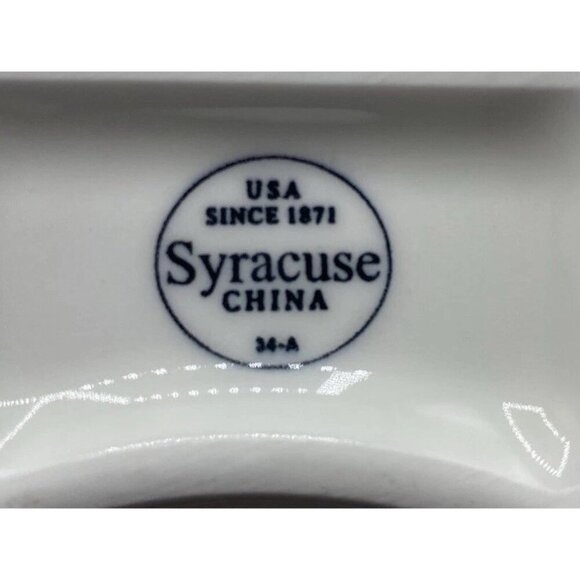 USA
SINCE 1871
Syracuse
CHINA
34-A